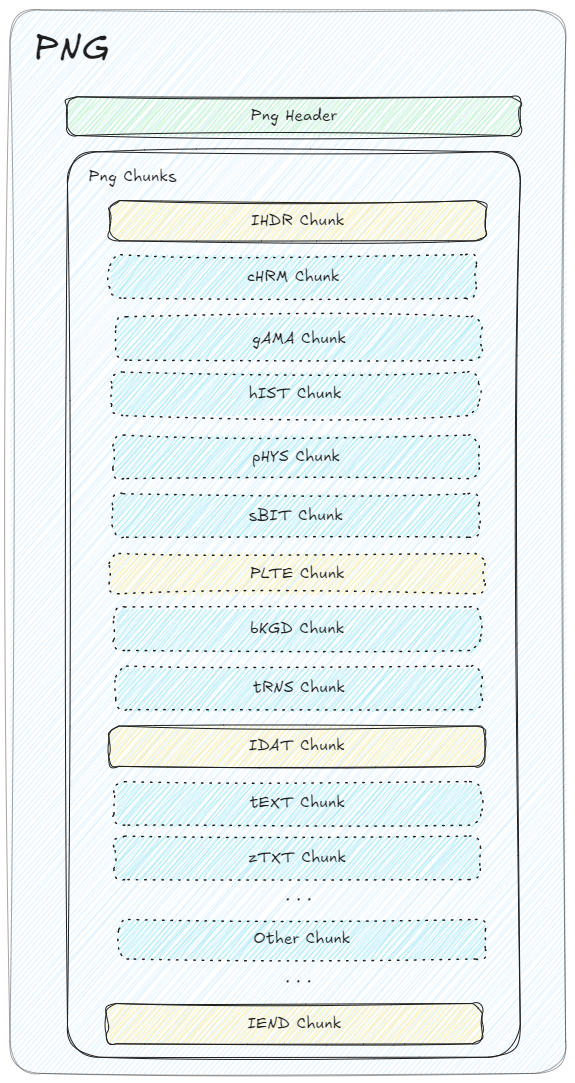 PNG
Png Header
Png Chunks
IHDR Chunk
cHRM Chunk
gAMA Chunk
hIST Chunk
pHYS Chunk
sBIT Chunk
PLTE Chunk
bKGD Chunk
tRNS Chunk
IDAT Chunk
tEXT Chunk
zTXT Chunk
...
Other Chunk
...
IEND Chunk